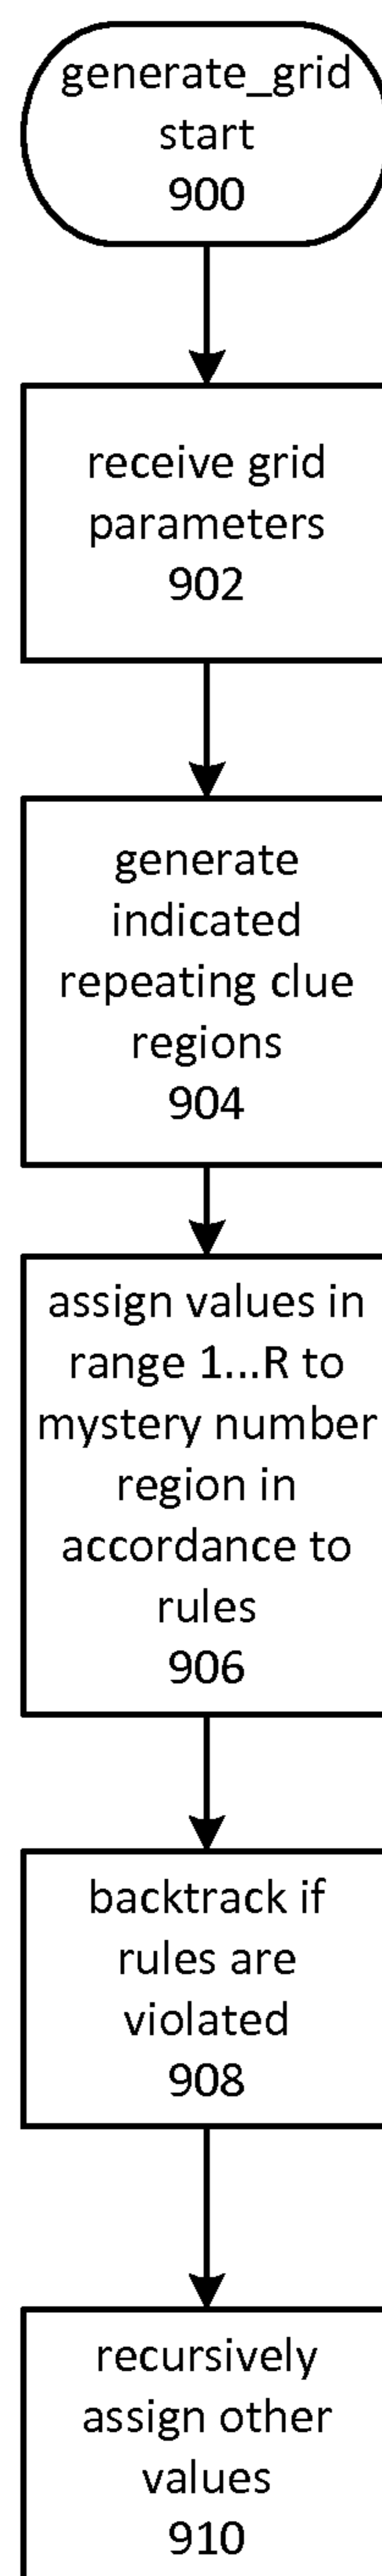 generate_grid
start
900
receive grid
parameters
902
generate
indicated
repeating clue
regions
904
assign values in
range 1...R to
mystery number
region in
accordance to
rules
906
backtrack if
rules are
violated
908
recursively
assign other
values
910